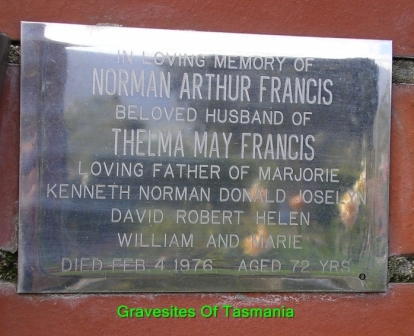 IN LOVING MEMORY OF
NORMAN ARTHUR FRANCIS
BELOVED HUSBAND OF
THELMA MAY FRANCIS
LOVING FATHER OF MARJORIE
KENNETH NORMAN DONALD JOSELYN
DAVID ROBERT HELEN
WILLIAM AND MARIE
DIED FEB 4 1976 AGED 72 YRS
Gravesites Of Tasmania